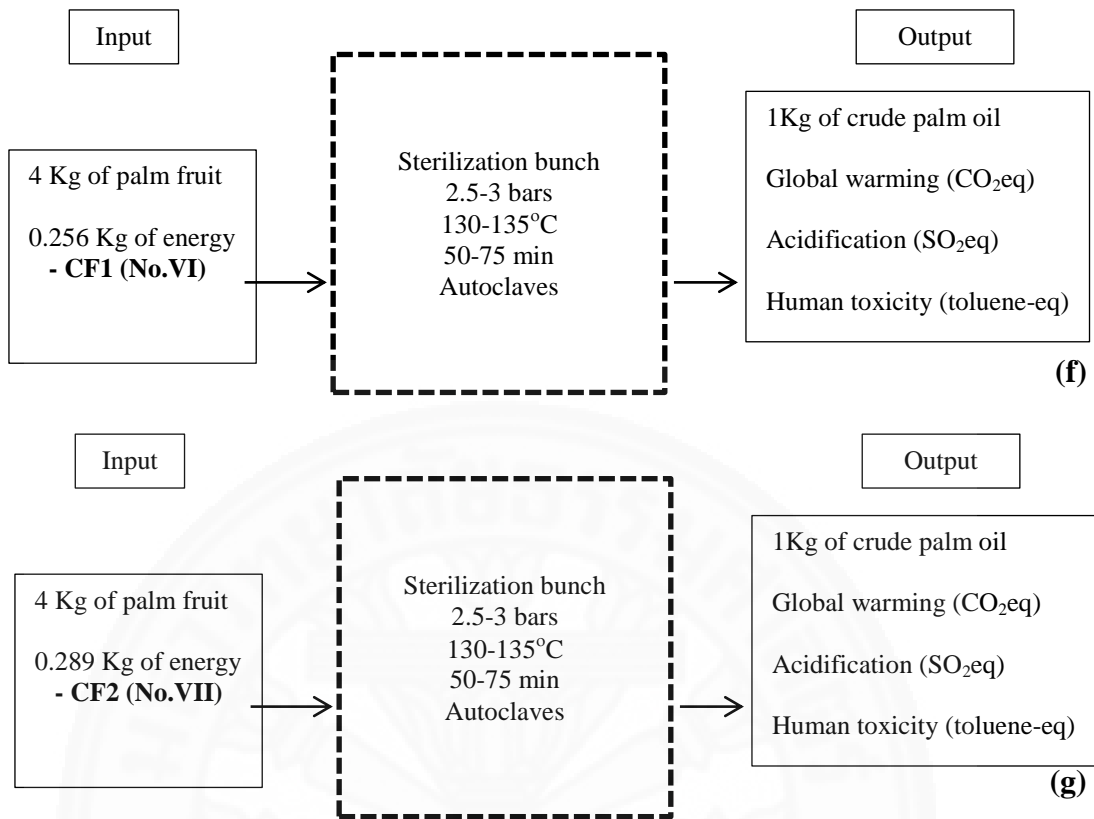 Input
Output
4 Kg of palm fruit
0.256 Kg of energy
- CF1 (No.VI)
Sterilization bunch
2.5-3 bars
130-135°C
50-75 min
Autoclaves
1Kg of crude palm oil
Global warming (CO₂eq)
Acidification (SO₂eq)
Human toxicity (toluene-eq)
(f)
Input
Output
4 Kg of palm fruit
0.289 Kg of energy
- CF2 (No.VII)
Sterilization bunch
2.5-3 bars
130-135°C
50-75 min
Autoclaves
1Kg of crude palm oil
Global warming (CO₂eq)
Acidification (SO₂eq)
Human toxicity (toluene-eq)
(g)